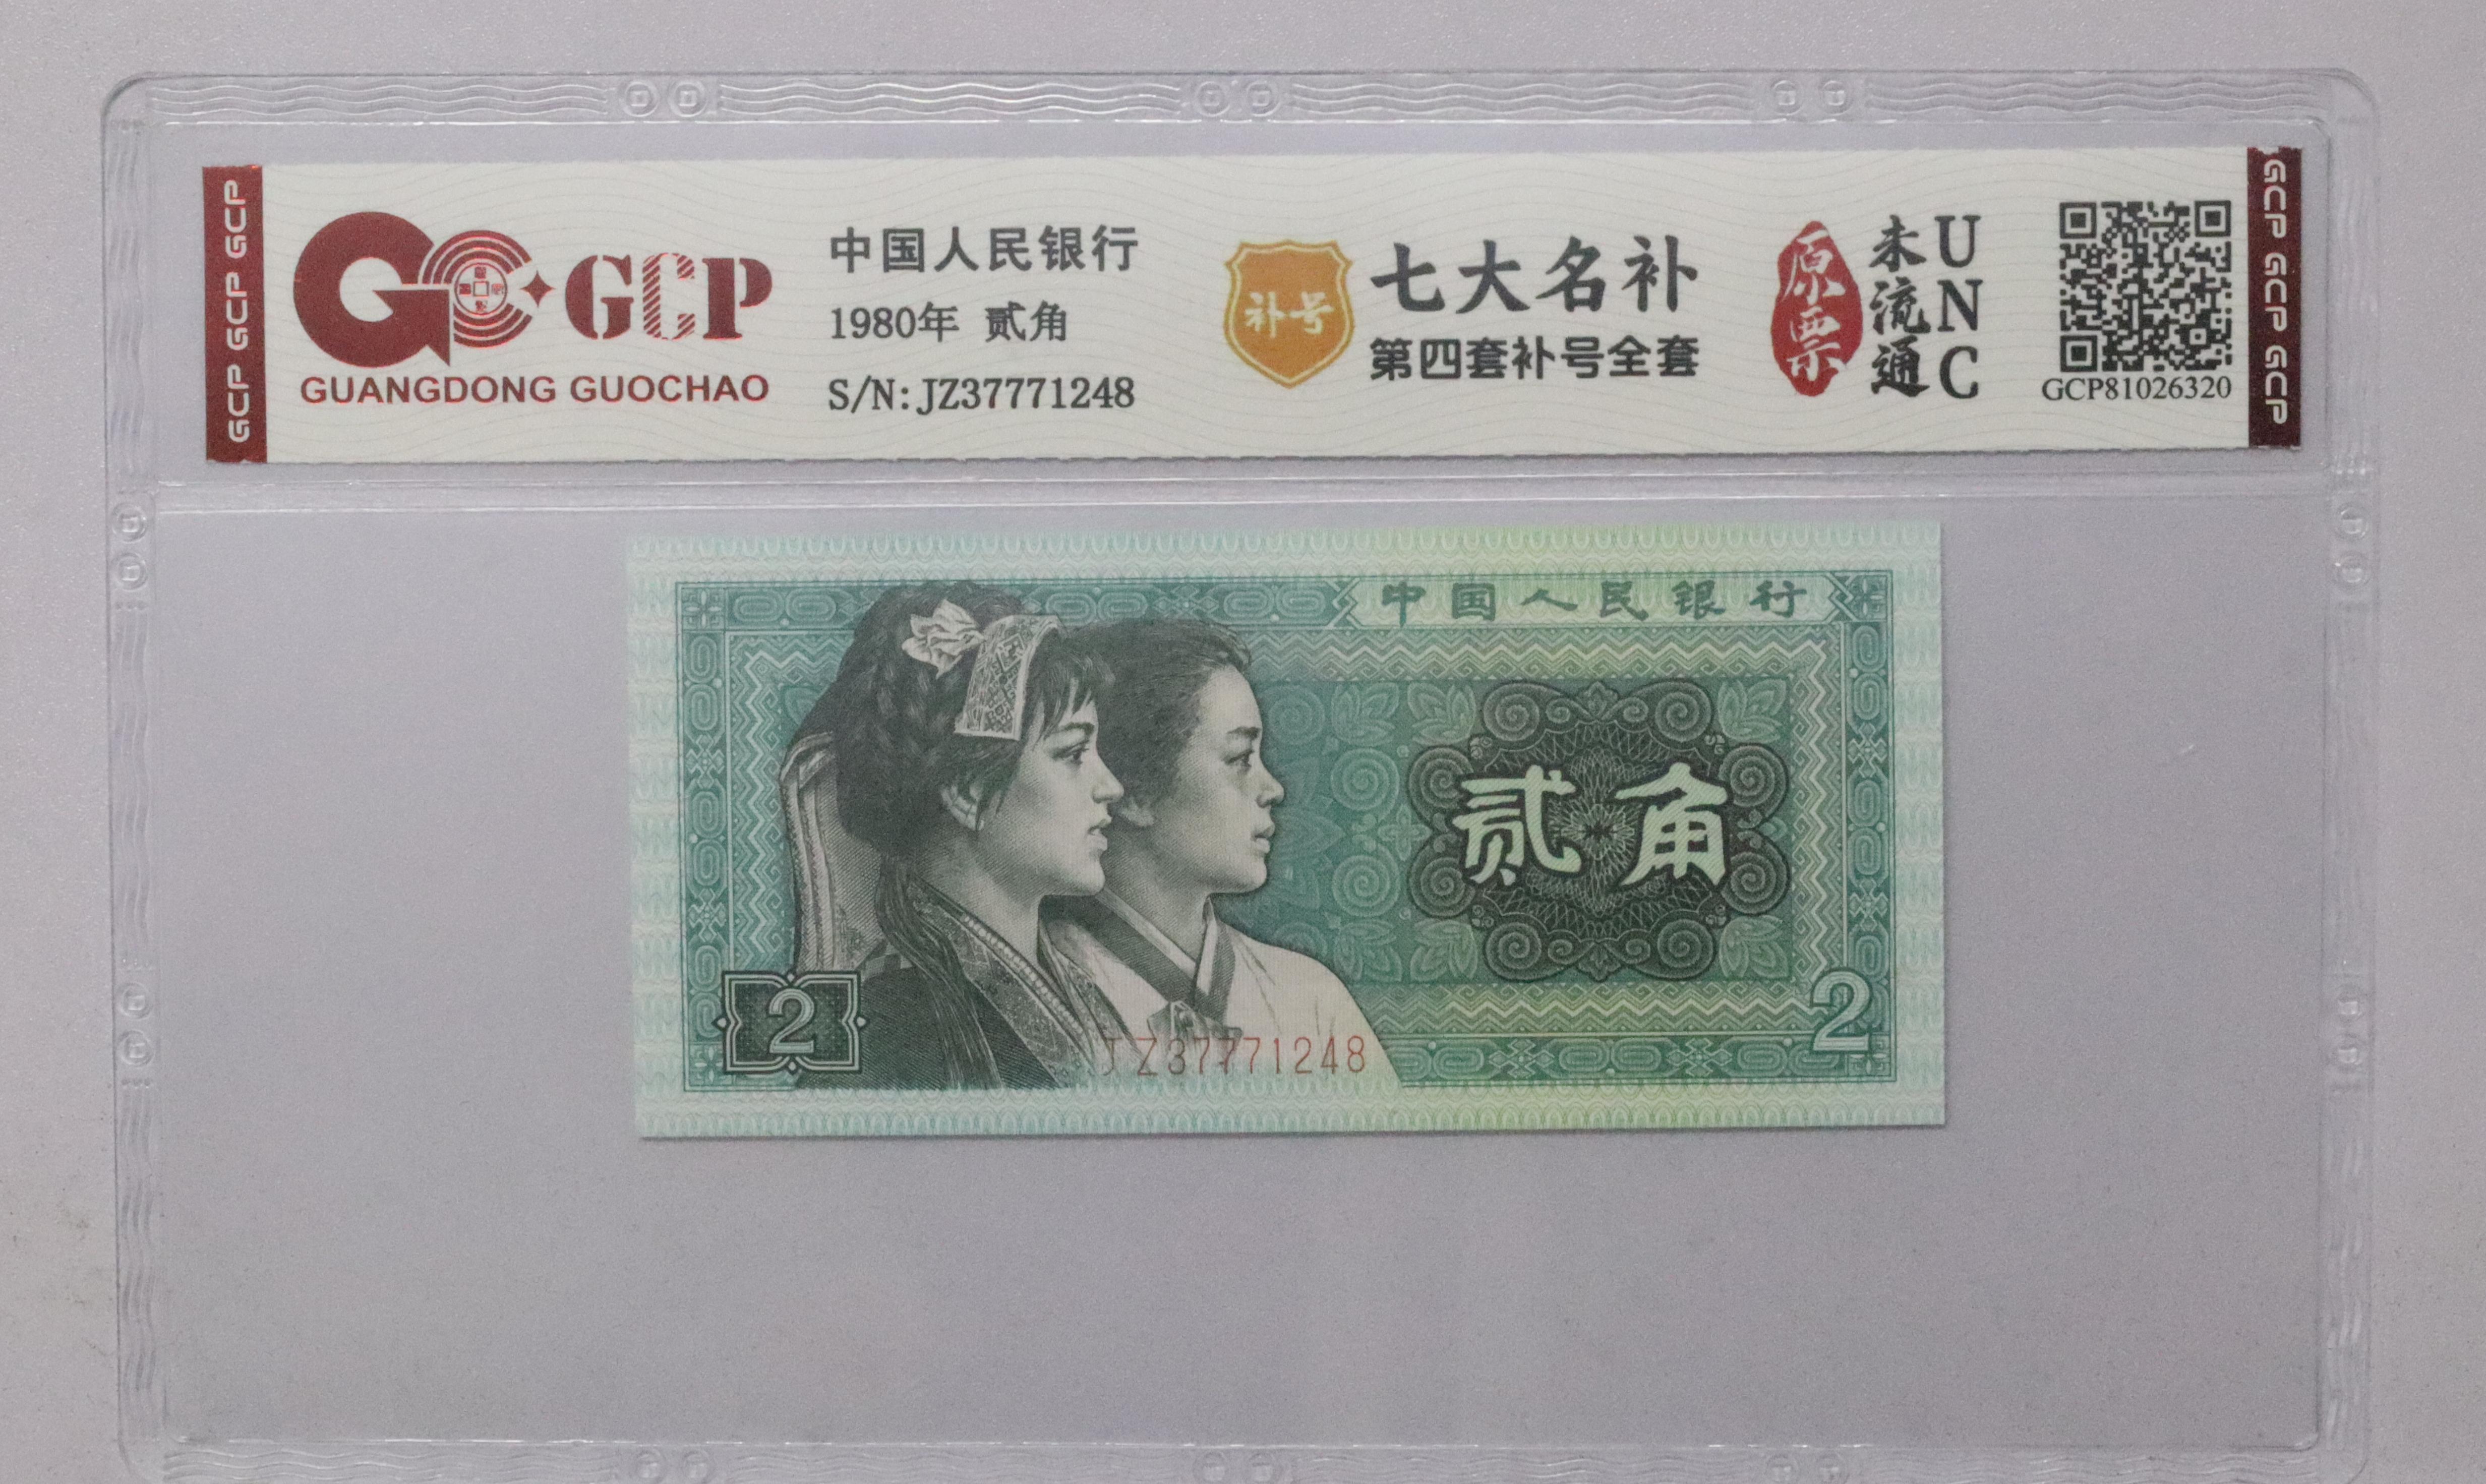 GCP GCP GCP
GCP
GUANGDONG GUOCHAO
中国人民银行
1980年 贰角
S/N:JZ37771248
补号
七大名补
第四套补号全套
原票
未流通
UNC
GCP81026320
GCP GCP GCP
中国人民银行
贰角
2
2
JZ37771248